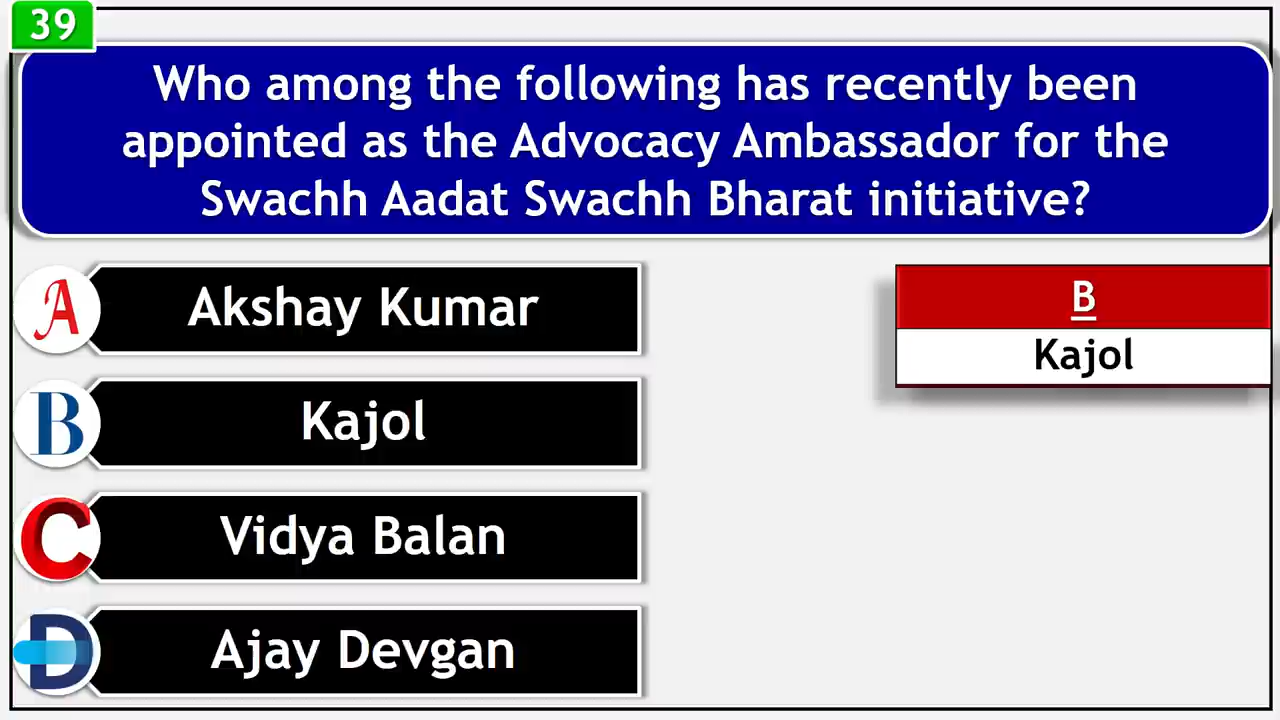 39
Who among the following has recently been
appointed as the Advocacy Ambassador for the
Swachh Aadat Swachh Bharat initiative?
A Akshay Kumar
B Kajol
C Vidya Balan
D Ajay Devgan
B
Kajol